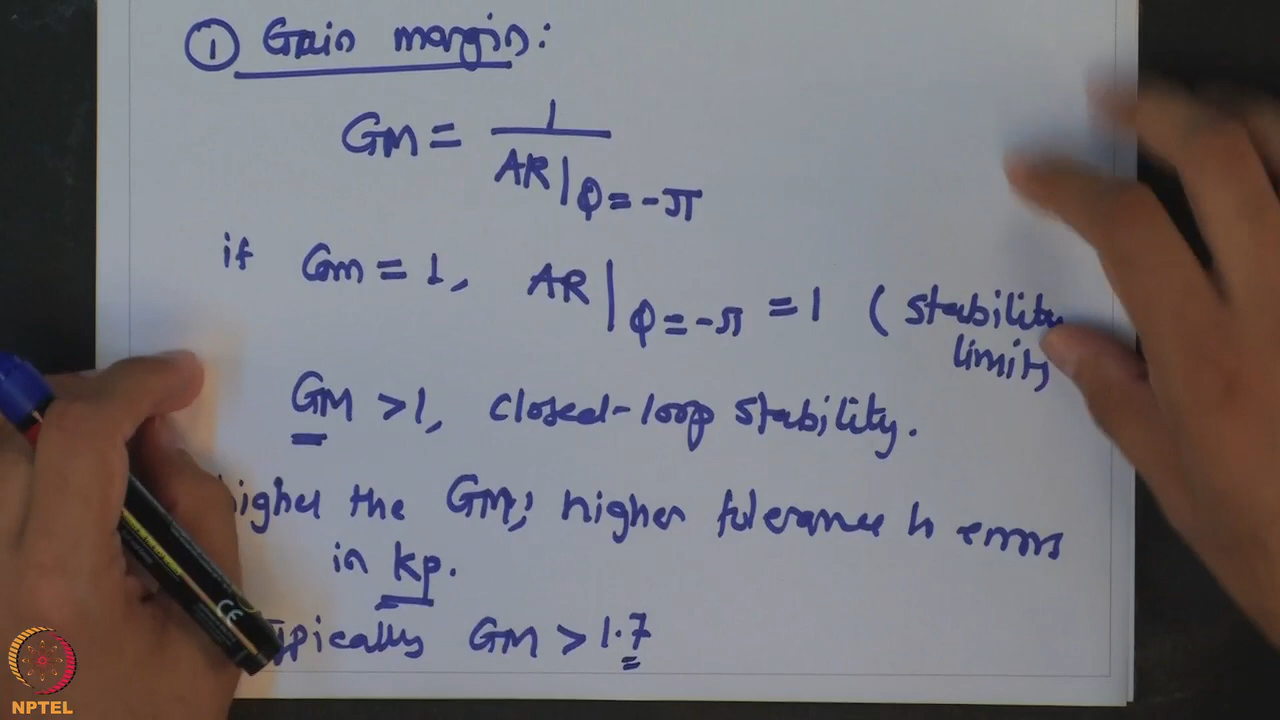 ① Gain margin:
GM = 1 / AR|φ=-π
if GM = 1, AR|φ=-π = 1 (stability
limit)
GM >1, closed-loop stability.
higher the GM, higher tolerance to errors
in kp.
Typically GM > 1.7
CE
NPTEL